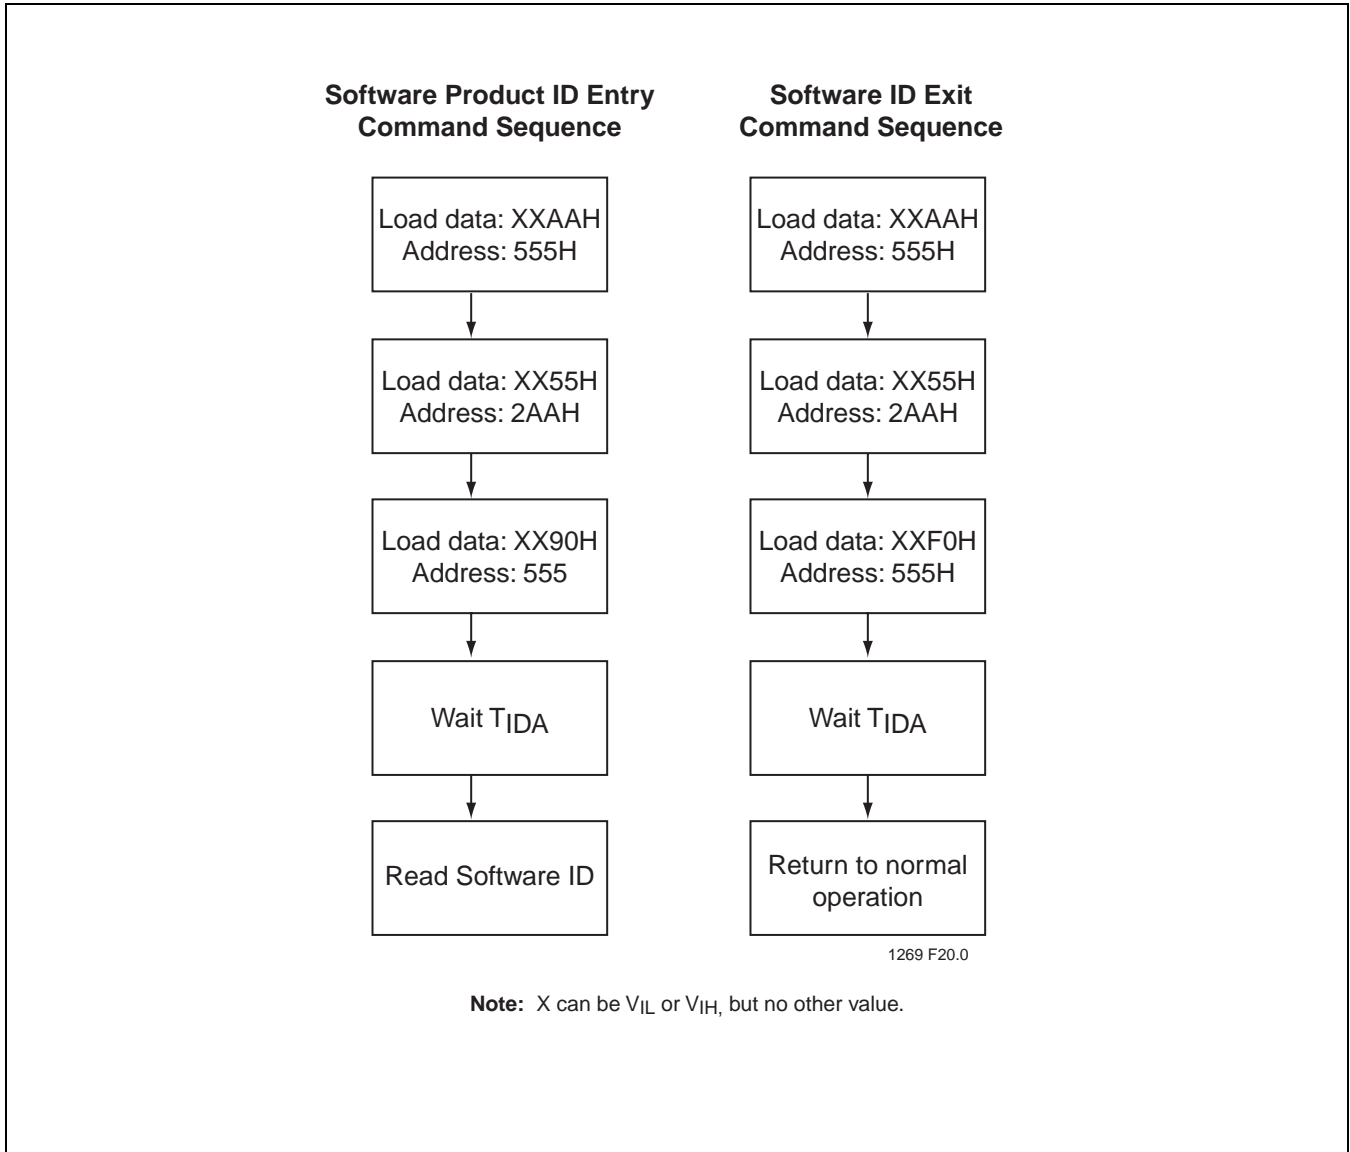 Software Product ID Entry
Command Sequence
Load data: XXAAH
Address: 555H
Load data: XX55H
Address: 2AAH
Load data: XX90H
Address: 555
Wait TIDA
Read Software ID
Software ID Exit
Command Sequence
Load data: XXAAH
Address: 555H
Load data: XX55H
Address: 2AAH
Load data: XXF0H
Address: 555H
Wait TIDA
Return to normal
operation
1269 F20.0
Note: X can be VIL or VIH, but no other value.